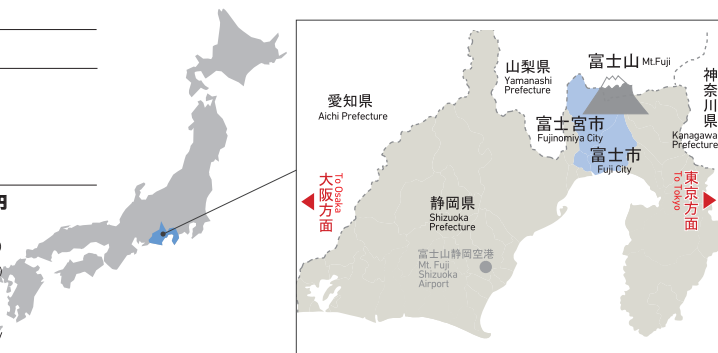 円
富士山 Mt.Fuji
山梨県
Yamanashi
Prefecture
神奈川県
Kanagawa
Prefecture
愛知県
Aichi Prefecture
富士宮市
Fujinomiya City
富士市
Fuji City
大阪方面
To Osaka
東京方面
To Tokyo
静岡県
Shizuoka
Prefecture
富士山静岡空港
Mt. Fuji
Shizuoka
Airport